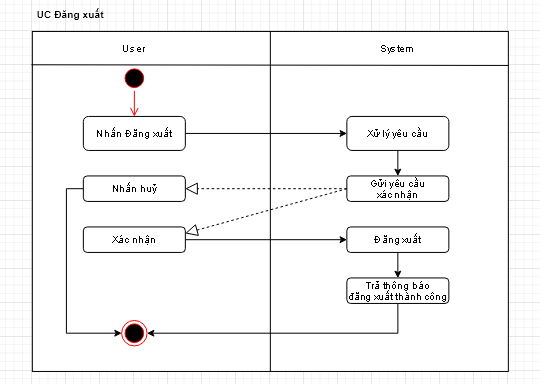 UC Đăng xuất
User
System
Nhấn Đăng xuất
Xử lý yêu cầu
Nhấn huỷ
Gửi yêu cầu
xác nhận
Xác nhận
Đăng xuất
Trả thông báo
đăng xuất thành công